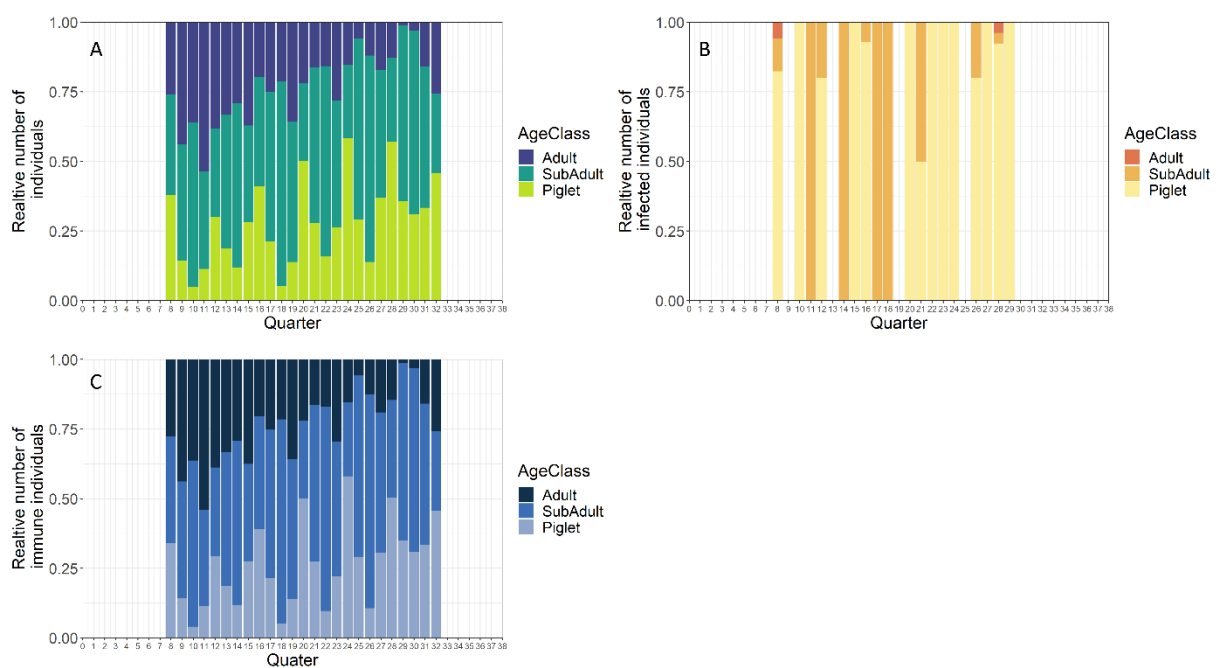 A
1.00
0.75
0.50
0.25
0.00
Realtive number of
individuals
0 1 2 3 4 5 6 7 8 9 10 11 12 13 14 15 16 17 18 19 20 21 22 23 24 25 26 27 28 29 30 31 32 33 34 35 36 37 38
Quarter
AgeClass
Adult
SubAdult
Piglet
B
1.00
0.75
0.50
0.25
0.00
Realtive number of
infected individuals
0 1 2 3 4 5 6 7 8 9 10 11 12 13 14 15 16 17 18 19 20 21 22 23 24 25 26 27 28 29 30 31 32 33 34 35 36 37 38
Quarter
AgeClass
Adult
SubAdult
Piglet
C
1.00
0.75
0.50
0.25
0.00
Realtive number of
immune individuals
0 1 2 3 4 5 6 7 8 9 10 11 12 13 14 15 16 17 18 19 20 21 22 23 24 25 26 27 28 29 30 31 32 33 34 35 36 37 38
Quater
AgeClass
Adult
SubAdult
Piglet